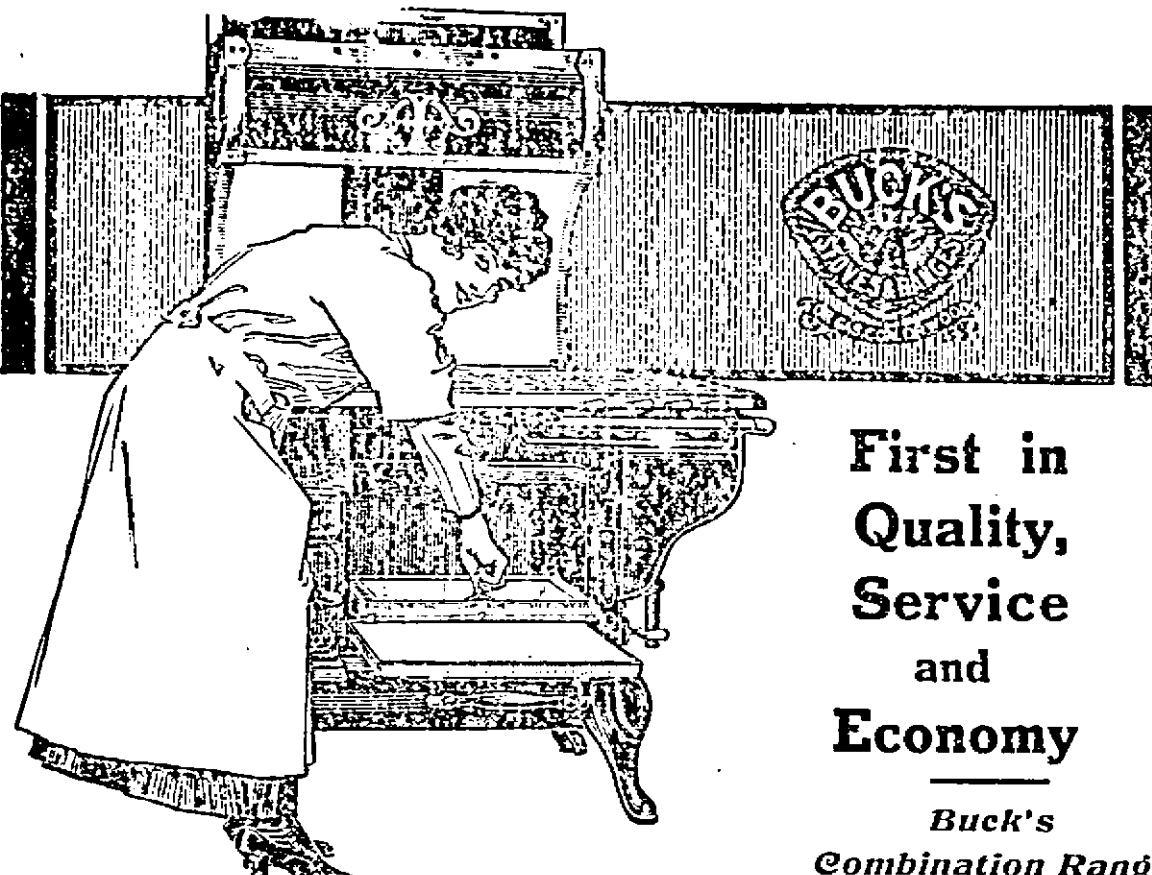 BUCK'S
First in
Quality,
Service
and
Economy
Buck's
Combination Rang